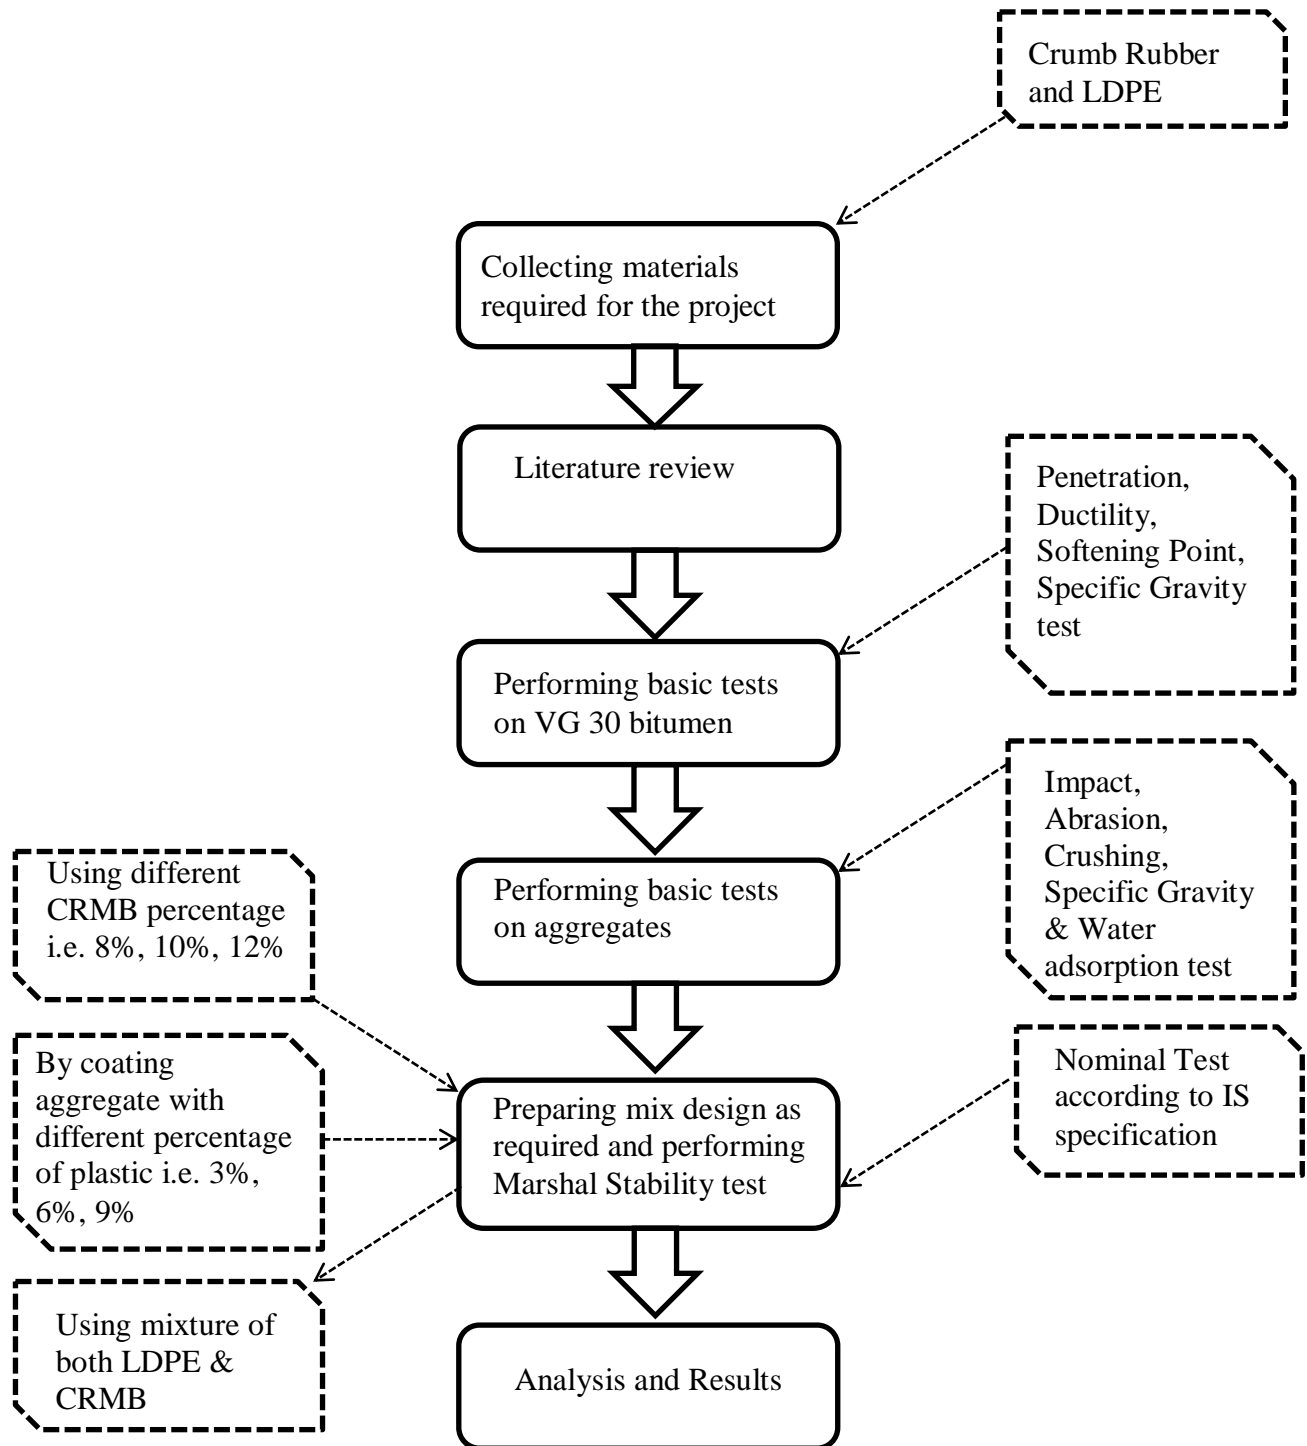 Crumb Rubber
and LDPE
Collecting materials
required for the project
Literature review
Penetration,
Ductility,
Softening Point,
Specific Gravity
test
Performing basic tests
on VG 30 bitumen
Impact,
Abrasion,
Crushing,
Specific Gravity
& Water
adsorption test
Performing basic tests
on aggregates
Using different
CRMB percentage
i.e. 8%, 10%, 12%
By coating
aggregate with
different percentage
of plastic i.e. 3%,
6%, 9%
Preparing mix design as
required and performing
Marshal Stability test
Nominal Test
according to IS
specification
Using mixture of
both LDPE &
CRMB
Analysis and Results